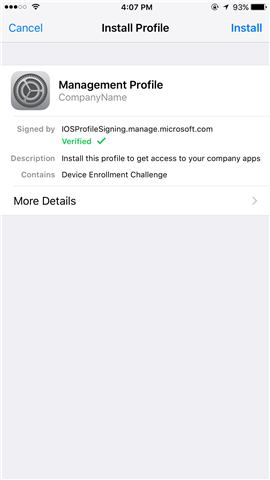 4:07 PM
93%
Cancel
Install Profile
Install
Management Profile
CompanyName
Signed by IOSProfileSigning.manage.microsoft.com
Verified
Description Install this profile to get access to your company apps
Contains Device Enrollment Challenge
More Details